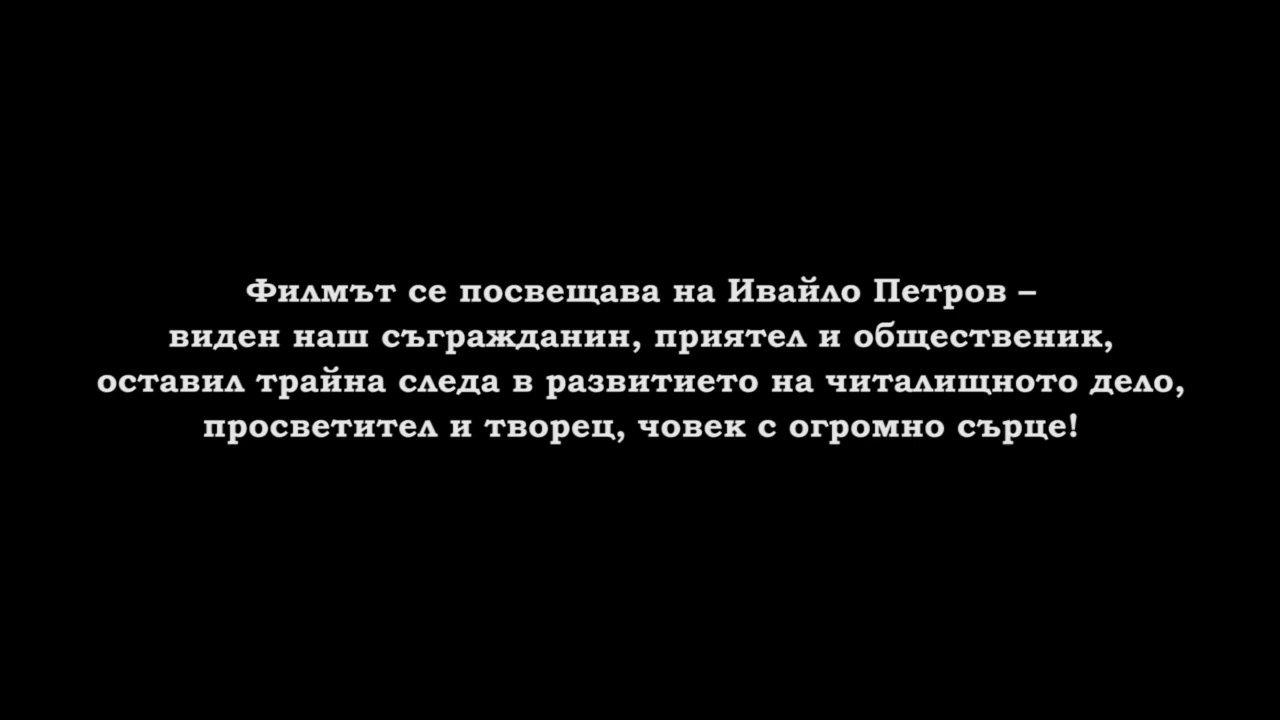 Филмът се посвещава на Ивайло Петров –
виден наш съгражданин, приятел и общественик,
оставил трайна следа в развитието на читалищното дело,
просветител и творец, човек с огромно сърце!